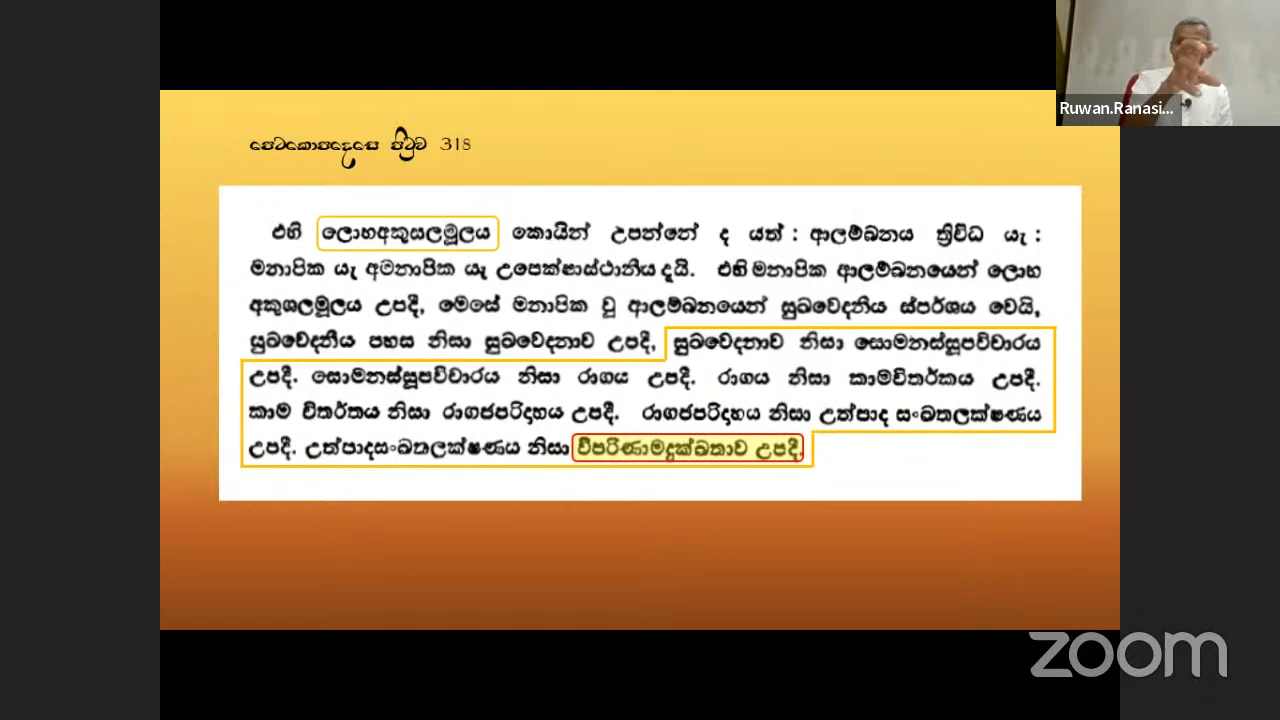 Ruwan.Ranasi...
පෙටකොපදෙසෙ පිටුව 318
එහි ලොභඅකුසලමූලය කොයින් උපන්නේ ද යත් : ආලම්බනය ත්‍රිවිධ යැ :
මනාපික යැ අමනාපික යැ උපෙක්ෂාස්ථානීය දැයි. එහි මනාපික ආලම්බනයෙන් ලොභ
අකුශලමූලය උපදී, මෙසේ මනාපික වූ ආලම්බනයෙන් සුඛවෙදනීය ස්පර්ශය වෙයි,
සුඛවෙදනීය පහස නිසා සුඛවෙදනාව උපදී, සුඛවෙදනාව නිසා සොමනස්සූපවිචාරය
උපදී. සොමනස්සූපවිචාරය නිසා රාගය උපදී. රාගය නිසා කාමවිතර්කය උපදී.
කාම විතර්තය නිසා රාගජපරිදාහය උපදී. රාගජපරිදාහය නිසා උත්පාද සංඛතලක්ෂණය
උපදී. උත්පාදසංඛතලක්ෂණය නිසා විපරිණාමදුක්ඛතාව උපදී.
zoom